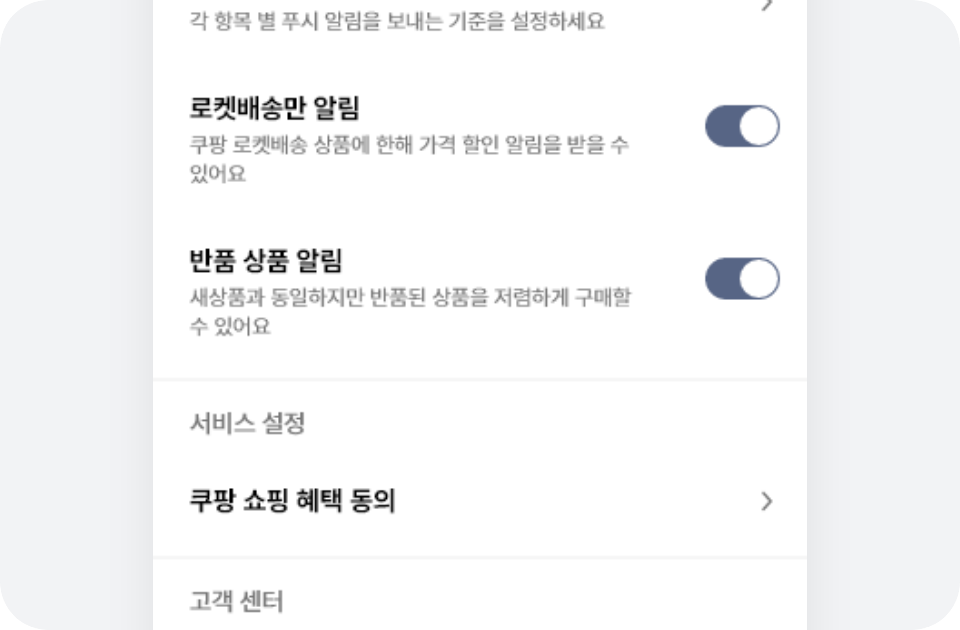 각 항목 별 푸시 알림을 보내는 기준을 설정하세요
로켓배송만 알림
쿠팡 로켓배송 상품에 한해 가격 할인 알림을 받을 수
있어요
반품 상품 알림
새상품과 동일하지만 반품된 상품을 저렴하게 구매할
수 있어요
서비스 설정
쿠팡 쇼핑 혜택 동의
고객 센터